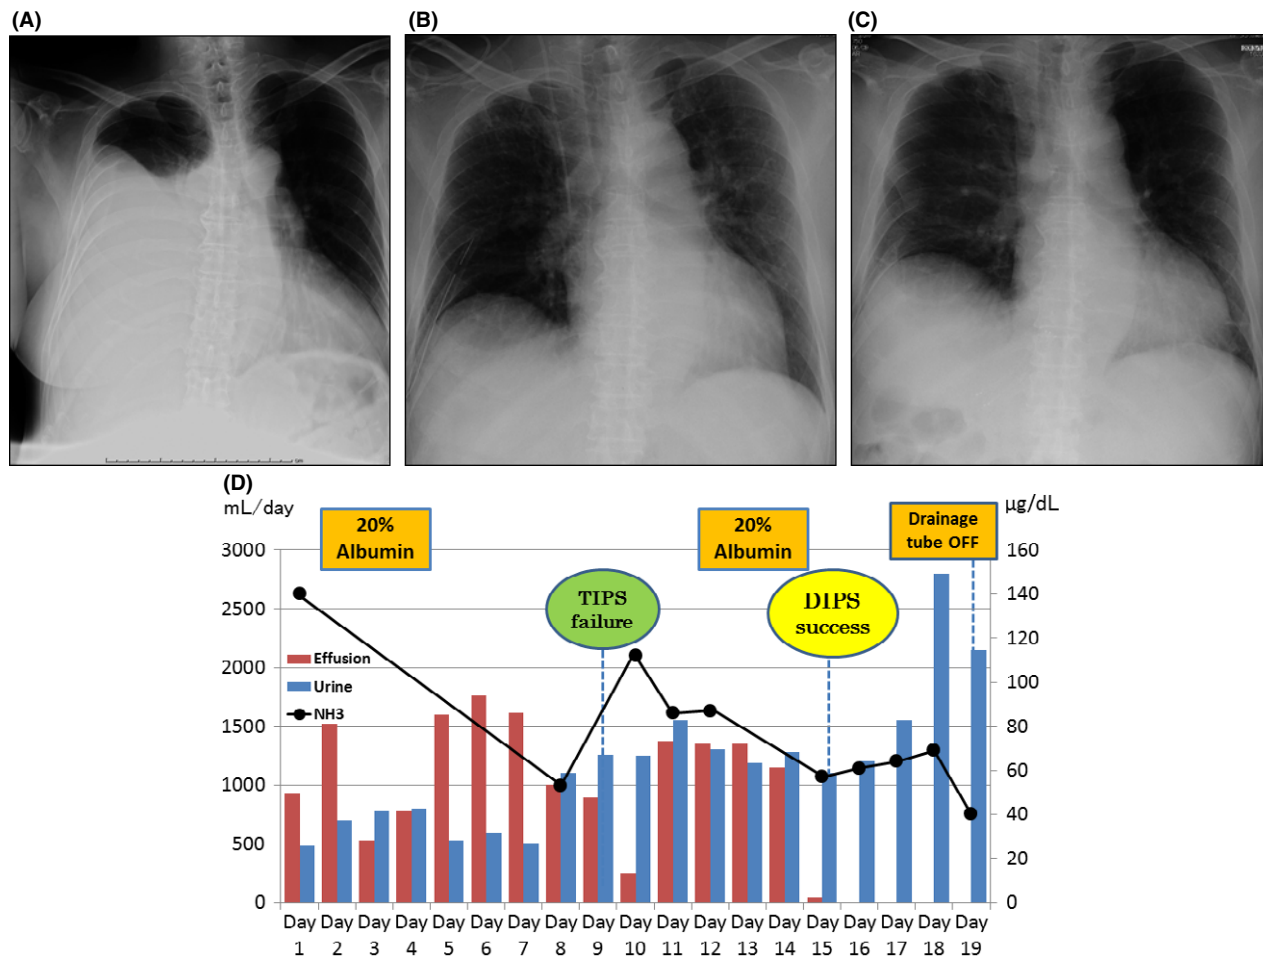 (A)
(B)
(C)
(D)
mL/day
µg/dL
20%
Albumin
20%
Albumin
Drainage
tube OFF
TIPS
failure
DIPS
success
Effusion
Urine
NH3
3000
2500
2000
1500
1000
500
0
160
140
120
100
80
60
40
20
0
Day Day Day Day Day Day Day Day Day Day Day Day Day Day Day Day Day Day Day
1 2 3 4 5 6 7 8 9 10 11 12 13 14 15 16 17 18 19